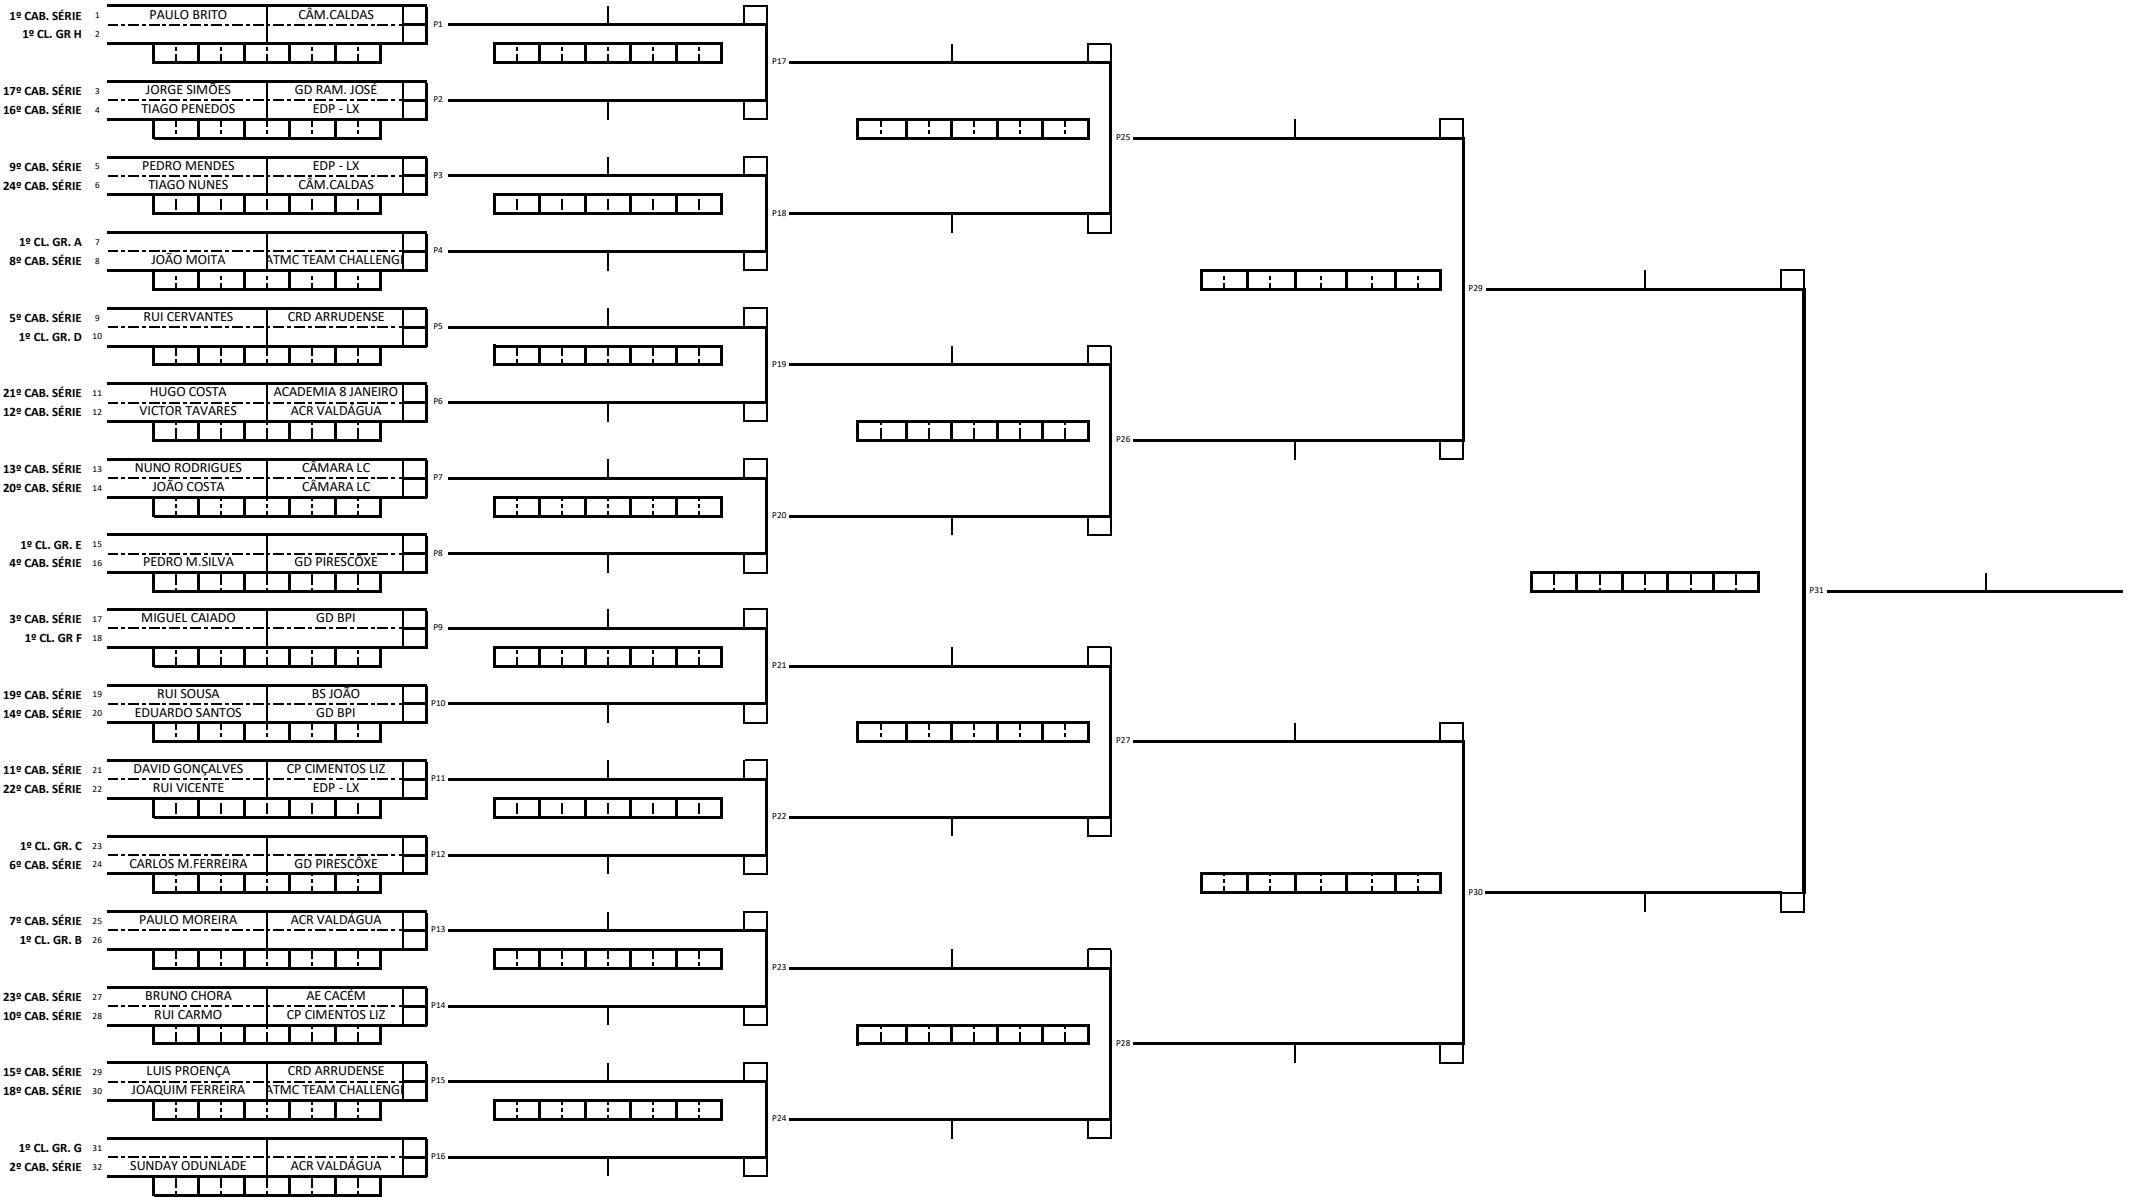 1º CAB. SÉRIE 1 PAULO BRITO CÂM.CALDAS
P1
1º CL. GR H 2
P17
17º CAB. SÉRIE 3 JORGE SIMÕES GD RAM. JOSÉ
P2
16º CAB. SÉRIE 4 TIAGO PENEDOS EDP - LX
P25
9º CAB. SÉRIE 5 PEDRO MENDES EDP - LX
P3
24º CAB. SÉRIE 6 TIAGO NUNES CÂM.CALDAS
P18
1º CL. GR. A 7
P4
8º CAB. SÉRIE 8 JOÃO MOITA ATMC TEAM CHALLENGE
P29
5º CAB. SÉRIE 9 RUI CERVANTES CRD ARRUDENSE
P5
1º CL. GR. D 10
P19
21º CAB. SÉRIE 11 HUGO COSTA ACADEMIA 8 JANEIRO
P6
12º CAB. SÉRIE 12 VICTOR TAVARES ACR VALDÁGUA
P26
13º CAB. SÉRIE 13 NUNO RODRIGUES CÂMARA LC
P7
20º CAB. SÉRIE 14 JOÃO COSTA CÂMARA LC
P20
1º CL. GR. E 15
P8
4º CAB. SÉRIE 16 PEDRO M.SILVA GD PIRESCÔXE
P31
3º CAB. SÉRIE 17 MIGUEL CAIADO GD BPI
P9
1º CL. GR F 18
P21
19º CAB. SÉRIE 19 RUI SOUSA BS JOÃO
P10
14º CAB. SÉRIE 20 EDUARDO SANTOS GD BPI
P27
11º CAB. SÉRIE 21 DAVID GONÇALVES CP CIMENTOS LIZ
P11
22º CAB. SÉRIE 22 RUI VICENTE EDP - LX
P22
1º CL. GR. C 23
P12
6º CAB. SÉRIE 24 CARLOS M.FERREIRA GD PIRESCÔXE
P30
7º CAB. SÉRIE 25 PAULO MOREIRA ACR VALDÁGUA
P13
1º CL. GR. B 26
P23
23º CAB. SÉRIE 27 BRUNO CHORA AE CACÉM
P14
10º CAB. SÉRIE 28 RUI CARMO CP CIMENTOS LIZ
P28
15º CAB. SÉRIE 29 LUIS PROENÇA CRD ARRUDENSE
P15
18º CAB. SÉRIE 30 JOAQUIM FERREIRA ATMC TEAM CHALLENGE
P24
1º CL. GR. G 31
P16
2º CAB. SÉRIE 32 SUNDAY ODUNLADE ACR VALDÁGUA